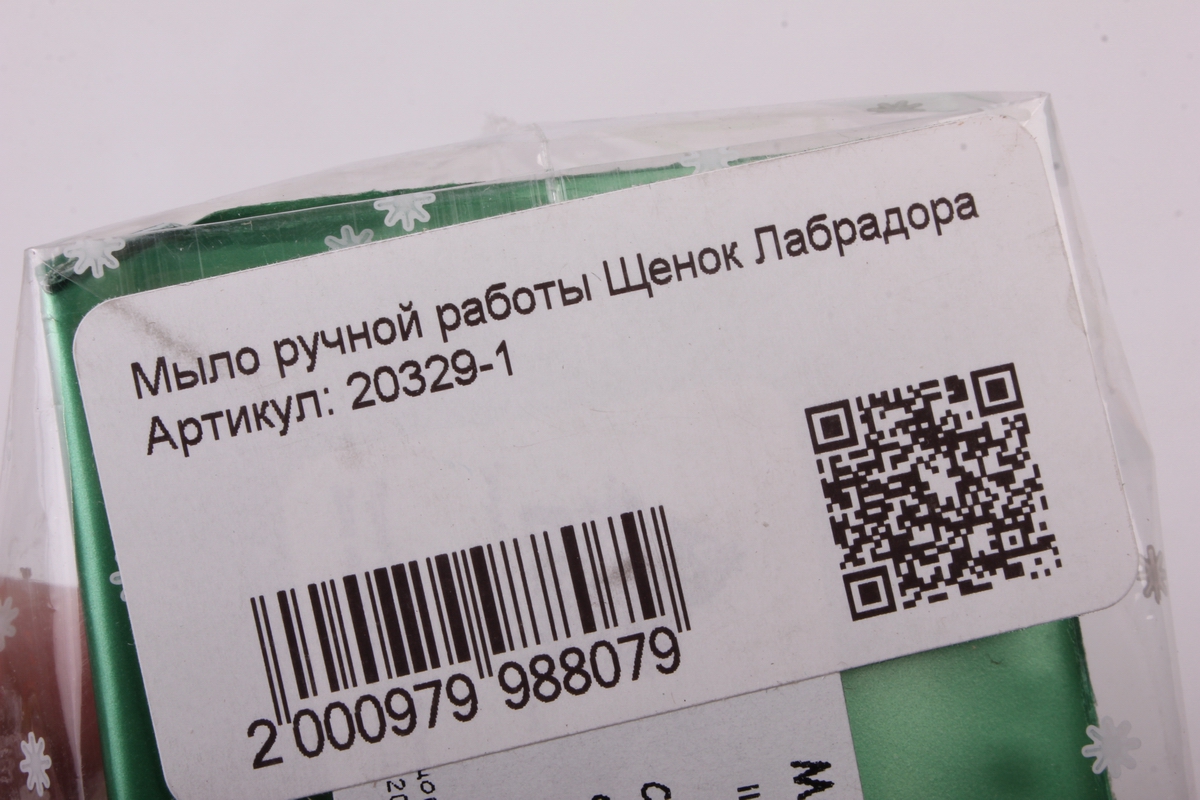 Мыло ручной работы Щенок Лабрадора
Артикул: 20329-1
2 000979 988079